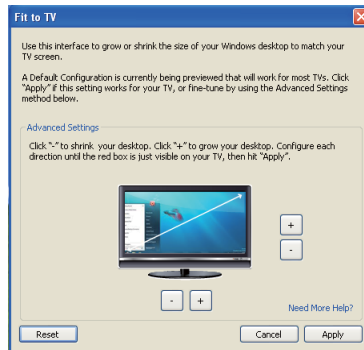 Fit to TV
Use this interface to grow or shrink the size of your Windows desktop to match your
TV screen.
A Default Configuration is currently being previewed that will work for most TVs. Click
"Apply" if this setting works for your TV, or fine-tune by using the Advanced Settings
method below.
Advanced Settings
Click "-" to shrink your desktop. Click "+" to grow your desktop. Configure each
direction until the red box is just visible on your TV, then hit "Apply".
+
-
- +
Need More Help?
Reset Cancel Apply